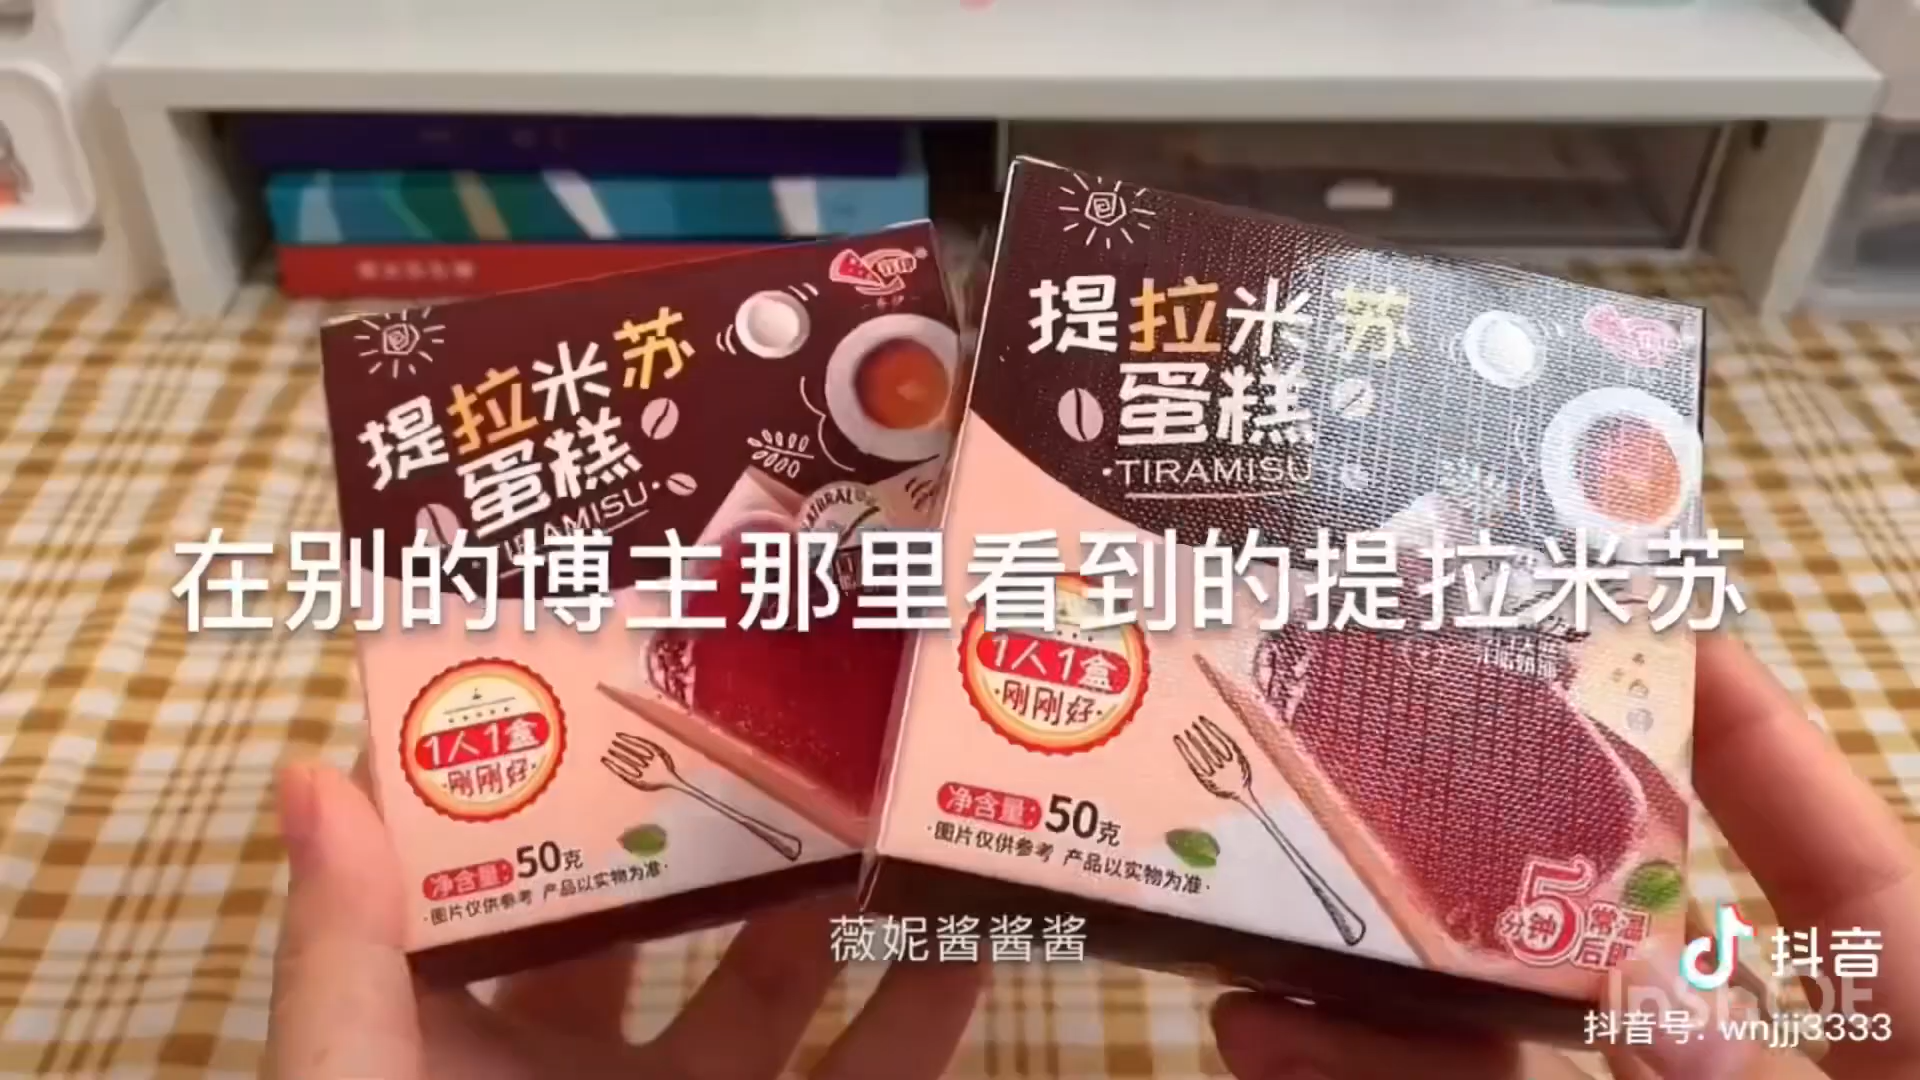 提拉米苏
蛋糕
TIRAMISU
提拉米苏
蛋糕
·TIRAMISU
在别的博主那里看到的提拉米苏
1人1盒
刚刚好
净含量: 50克
·图片仅供参考 产品以实物为准·
1人1盒
·刚刚好·
净含量: 50克
·图片仅供参考 产品以实物为准·
5
薇妮酱酱酱
抖音
InShOt
抖音号: wnjjj3333